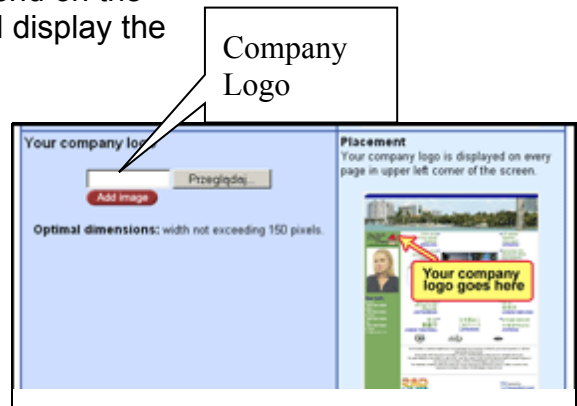 on the
display the
Company
Logo
Your company
Przeglądaj...
Add image
Optimal dimensions: width not exceeding 150 pixels.
Placement
Your company logo is displayed on every
page in upper left corner of the screen.
Your company
logo goes here